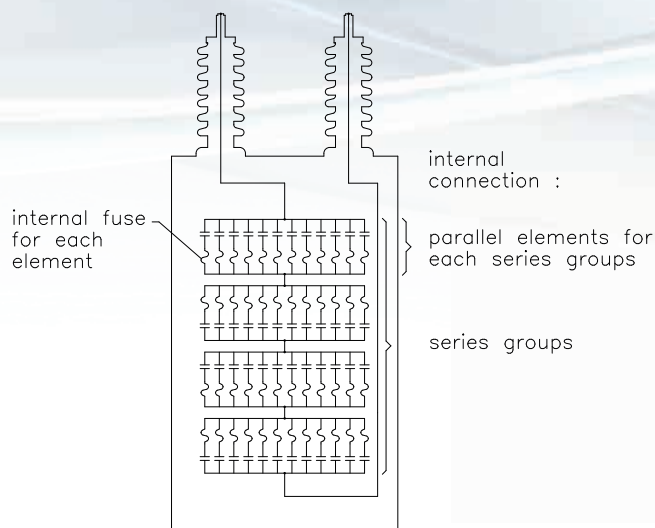 internal
connection :
internal fuse
for each
element
parallel elements for
each series groups
series groups